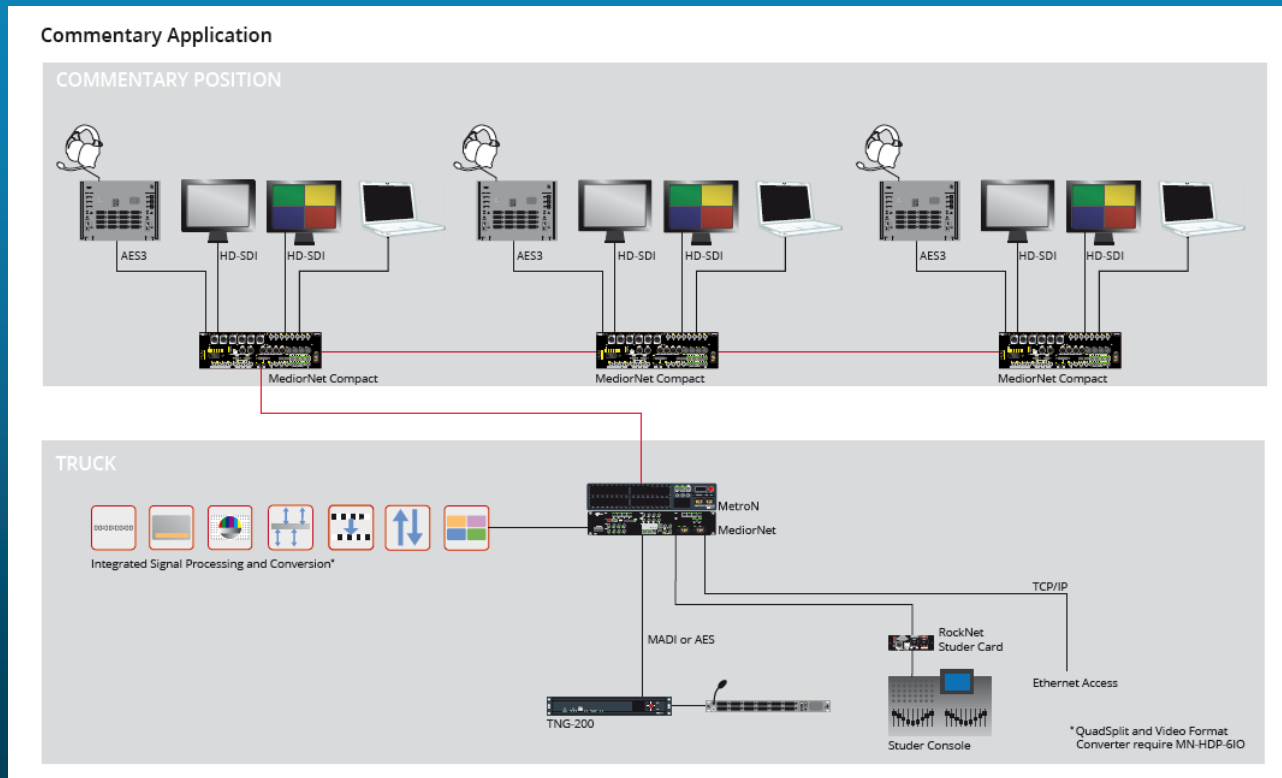 Commentary Application
COMMENTARY POSITION
AES3
HD-SDI
HD-SDI
AES3
HD-SDI
HD-SDI
AES3
HD-SDI
HD-SDI
MediorNet Compact
MediorNet Compact
MediorNet Compact
TRUCK
MetroN
MediorNet
Integrated Signal Processing and Conversion*
TCP/IP
MADI or AES
RockNet
Studer Card
Ethernet Access
TNG-200
Studer Console
*QuadSplit and Video Format
Converter require MN-HDP-6IO